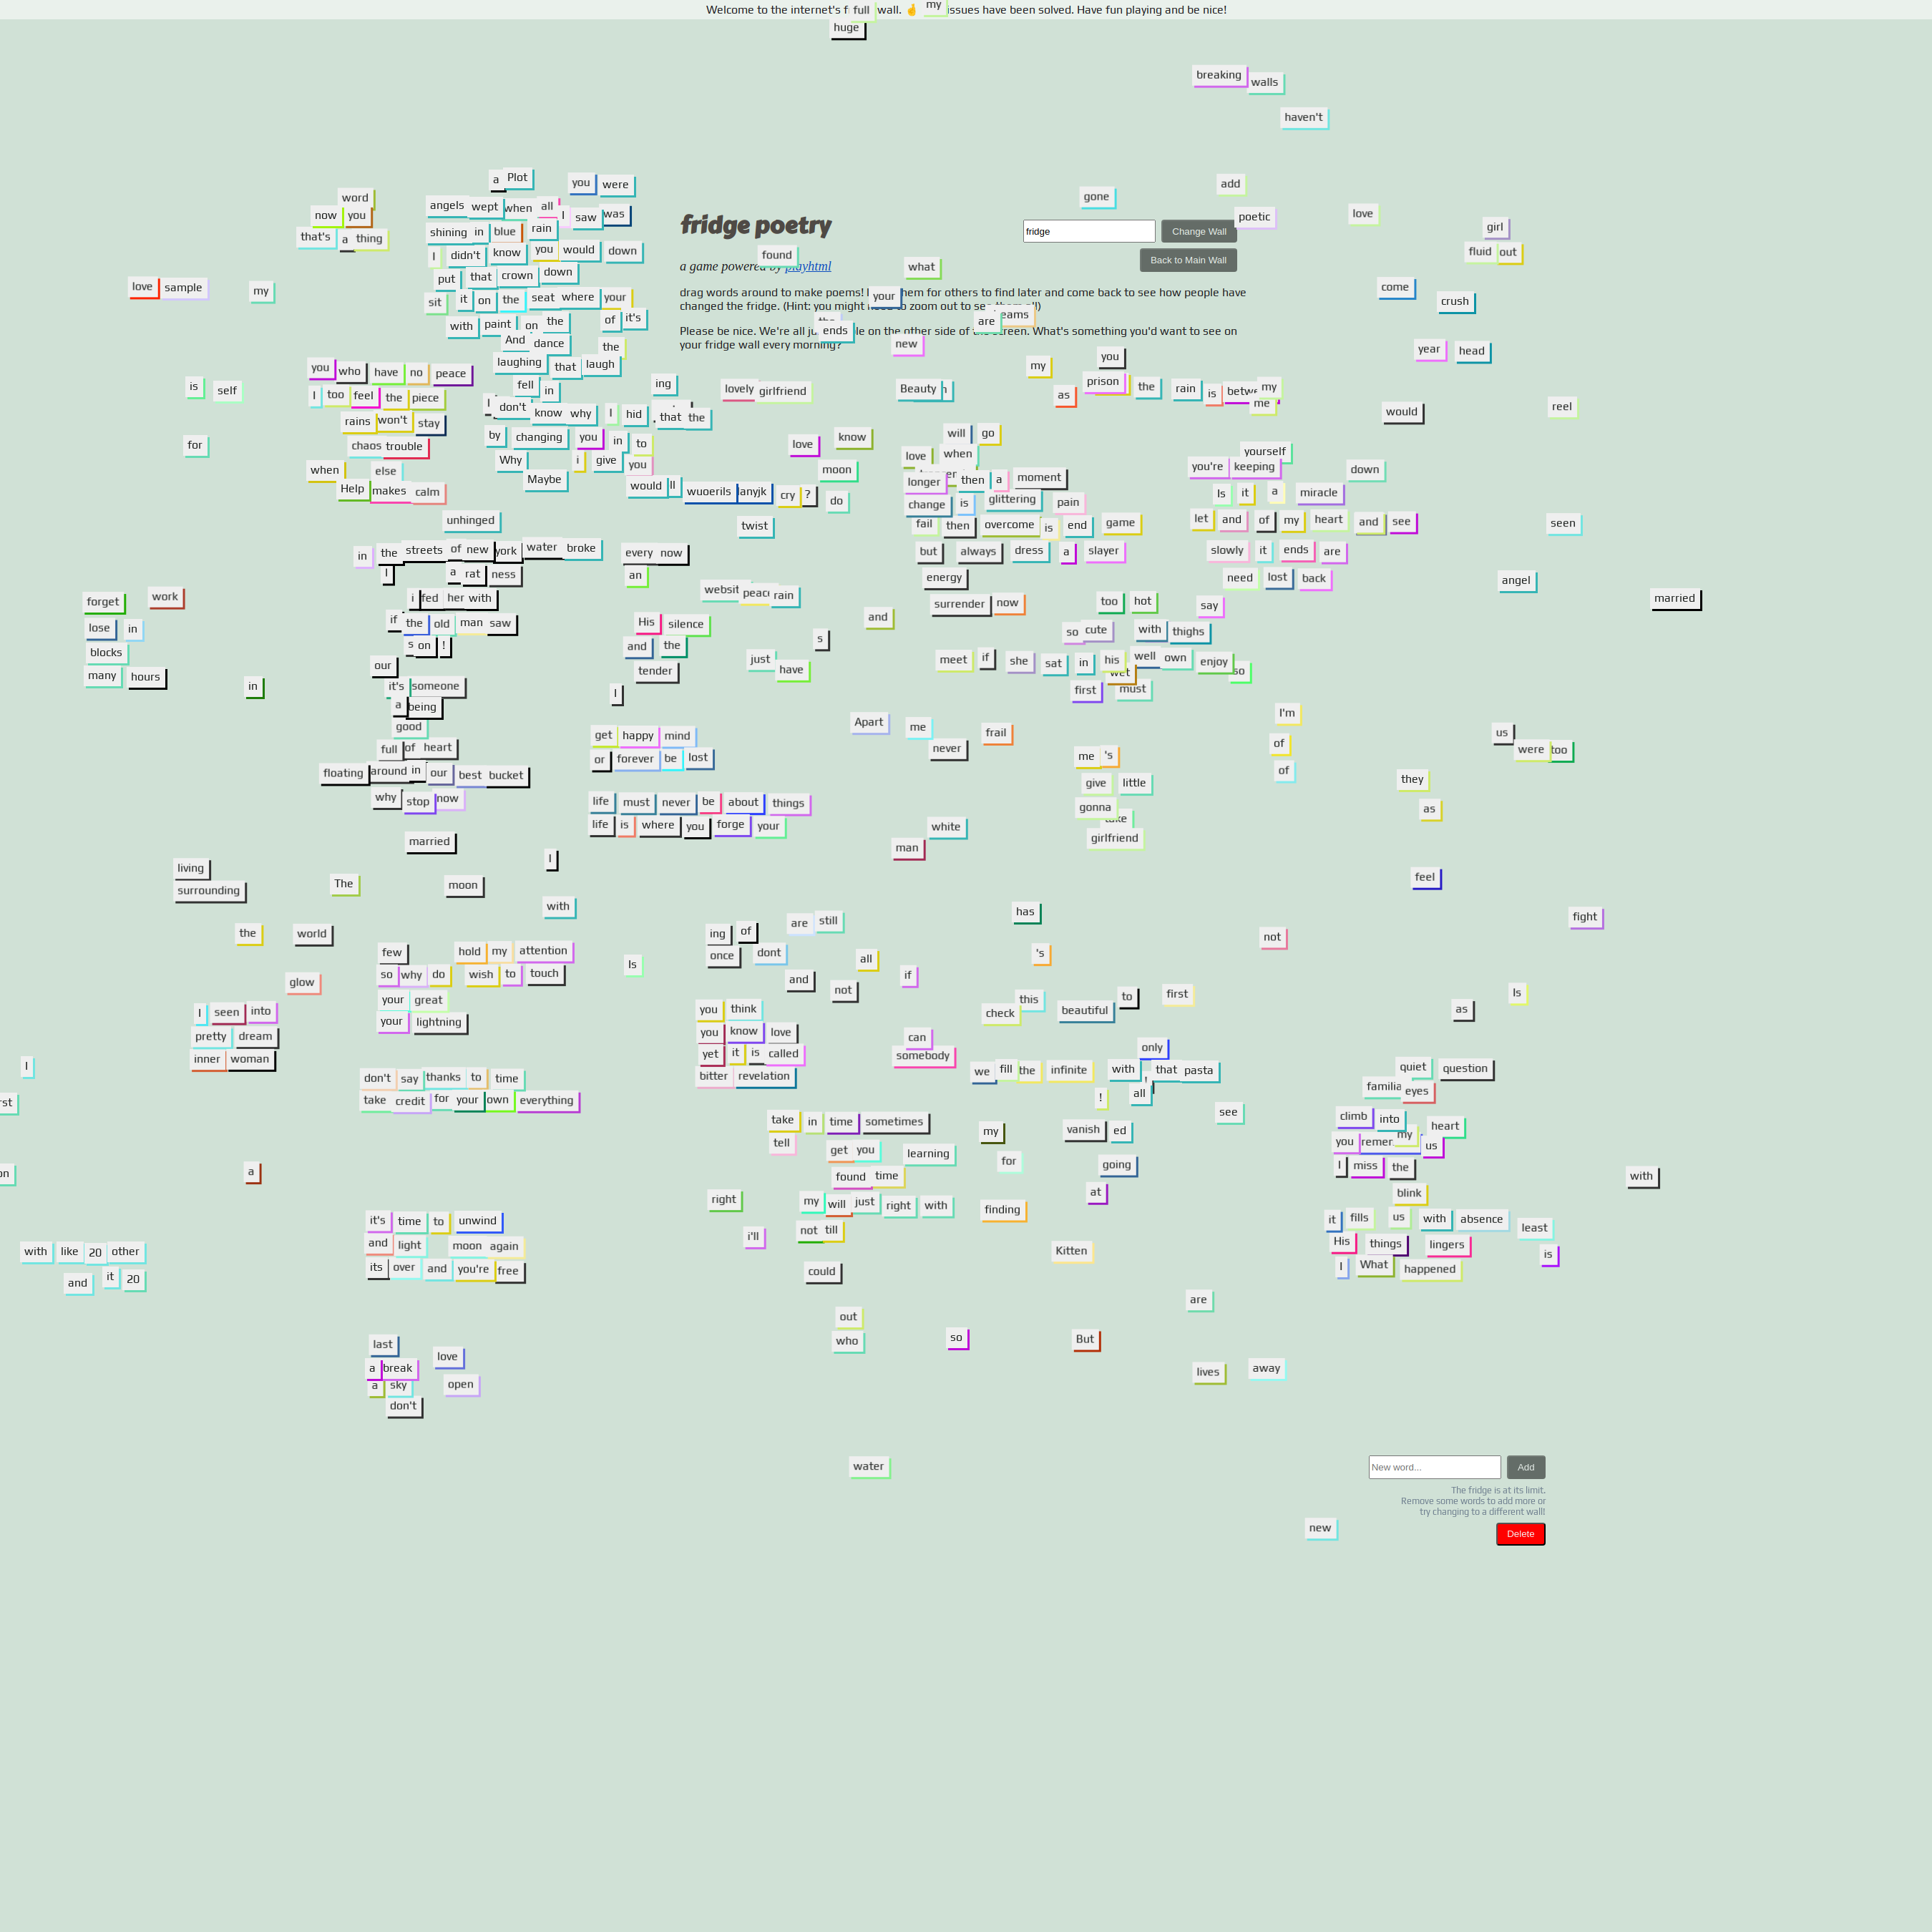 Welcome to the internet's f full wall. 🤞 my issues have been solved. Have fun playing and be nice!
huge
breaking walls
haven't
a Plot
you were
word
now you
that's a thing
angels wept when all
I saw was
shining in blue rain
I didn't know you would down
put that crown down
sit it on the seat where your
with paint on the of it's
And dance the
laughing that laugh
fell in
ing
I don't know why I hid that the
by changing you in to
Why i give you
Maybe
would ll wuoerils lanyjk cry ?
fridge poetry
found
a game powered by playhtml
what
fridge
Change Wall
Back to Main Wall
drag words around to make poems! your them for others to find later and come back to see how people have
changed the fridge. (Hint: you might to zoom out to se
ends
are eams
Please be nice. We're all ju le on the other side of the screen. What's something you'd want to see on
your fridge wall every morning?
new
gone
add
poetic
love
girl
fluid out
come
crush
year head
love sample
my
is self
for
you who have no peace
I too feel the piece
rains won't stay
chaos trouble
when else
Help makes calm
unhinged
lovely girlfriend
Beauty
my
you
as prison the rain is my
me
would
reel
love know
moon
do
twist
will go
love when
longer then a moment
change is glittering pain
fail then overcome is end game
but always dress a slayer
energy
surrender now
yourself
you're keeping
down
Is it a miracle
let and of my heart and see
slowly it ends are
need lost back
seen
angel
married
in the streets of new york water broke
I a rat ness
i fed her with
if the old man saw
s on !
our
it's someone
a being
good
full of heart
floating around in our best bucket
why stop now
married
every now
an
His silence
and the
tender
I
websit peac rain
and
s
just
have
forget work
lose in
blocks
many hours
in
too hot say
so cute with thighs
meet if she sat in his well own enjoy
wet so
first must
get happy mind
or forever be lost
life must never be about things
life is where you forge your
Apart me
never
frail
me 's
give little
gonna
girlfriend
I'm
of
of
us
were too
they
as
white
man
feel
fight
I
living
surrounding
The
moon
with
the world
glow
few hold my attention
so why do wish to touch
your great
your lightning
Is
ing of are still
once dont
and
all
not
if
has
's
not
I seen into
pretty dream
inner woman
I
rst
on
a
you think
you know love
yet it is called
bitter revelation
can
somebody
this
check
beautiful
to
first
as
Is
only
we fill the infinite with that pasta
! all
see
quiet question
eyes
don't say thanks to time
take credit for your own everything
take in time sometimes
tell
get you learning
found time
my will just right with
not till
right
i'll
could
my
for
finding
vanish ed
going
at
Kitten
climb into
you my us heart
I miss the
blink
it fills us with absence
His things lingers
I What happened
least
is
with
with like 20 other
and it 20
it's time to unwind
and light moon again
its over and you're free
are
out
who
so
But
lives away
last
a break love
a sky open
don't
water
New word...
Add
The fridge is at its limit.
Remove some words to add more or
try changing to a different wall!
Delete
new